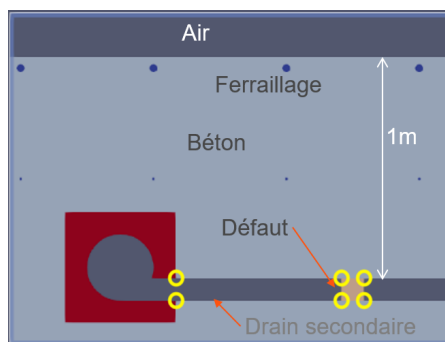 Air
Ferraillage
Béton
1m
Défaut
Drain secondaire